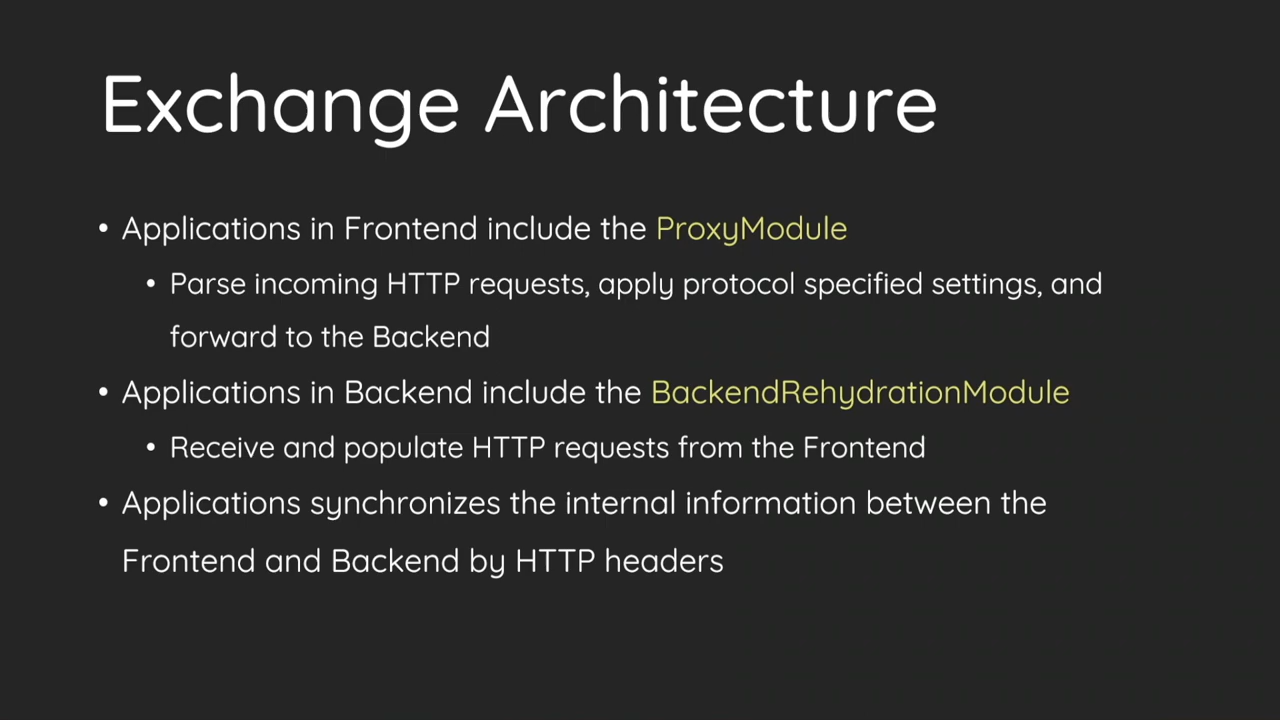 Exchange Architecture
• Applications in Frontend include the ProxyModule
• Parse incoming HTTP requests, apply protocol specified settings, and
forward to the Backend
• Applications in Backend include the BackendRehydrationModule
• Receive and populate HTTP requests from the Frontend
• Applications synchronizes the internal information between the
Frontend and Backend by HTTP headers